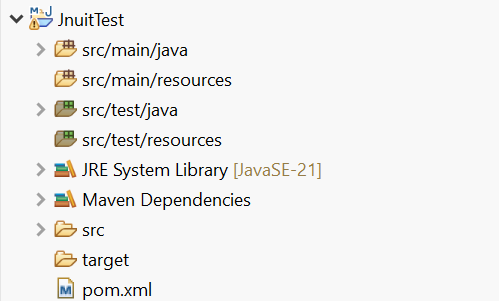 JnuitTest
src/main/java
src/main/resources
src/test/java
src/test/resources
JRE System Library [JavaSE-21]
Maven Dependencies
src
target
pom.xml